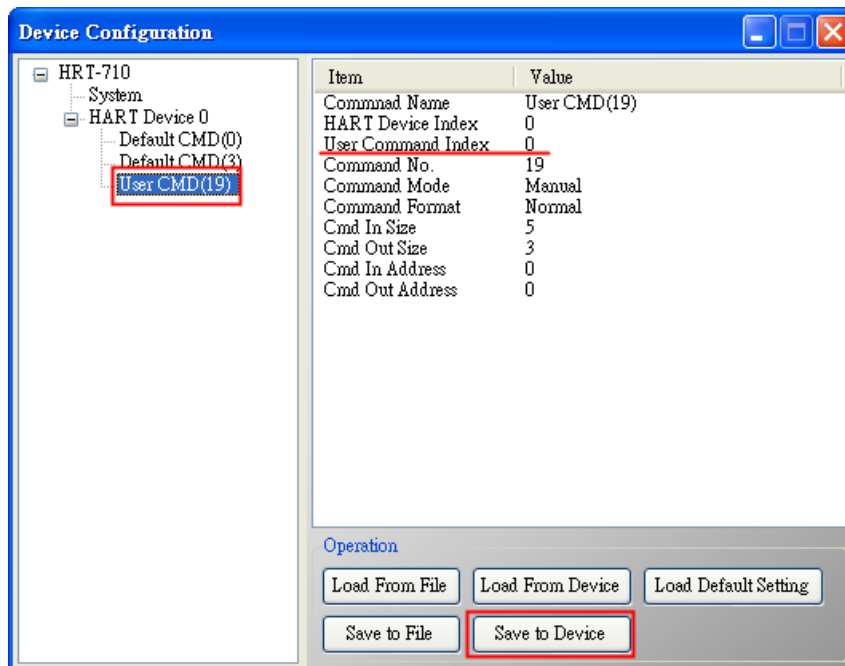 Device Configuration
HRT-710
System
HART Device 0
Default CMD(0)
Default CMD(3)
User CMD(19)
Item Value
Commnad Name User CMD(19)
HART Device Index 0
User Command Index 0
Command No. 19
Command Mode Manual
Command Format Normal
Cmd In Size 5
Cmd Out Size 3
Cmd In Address 0
Cmd Out Address 0
Operation
Load From File Load From Device Load Default Setting
Save to File Save to Device